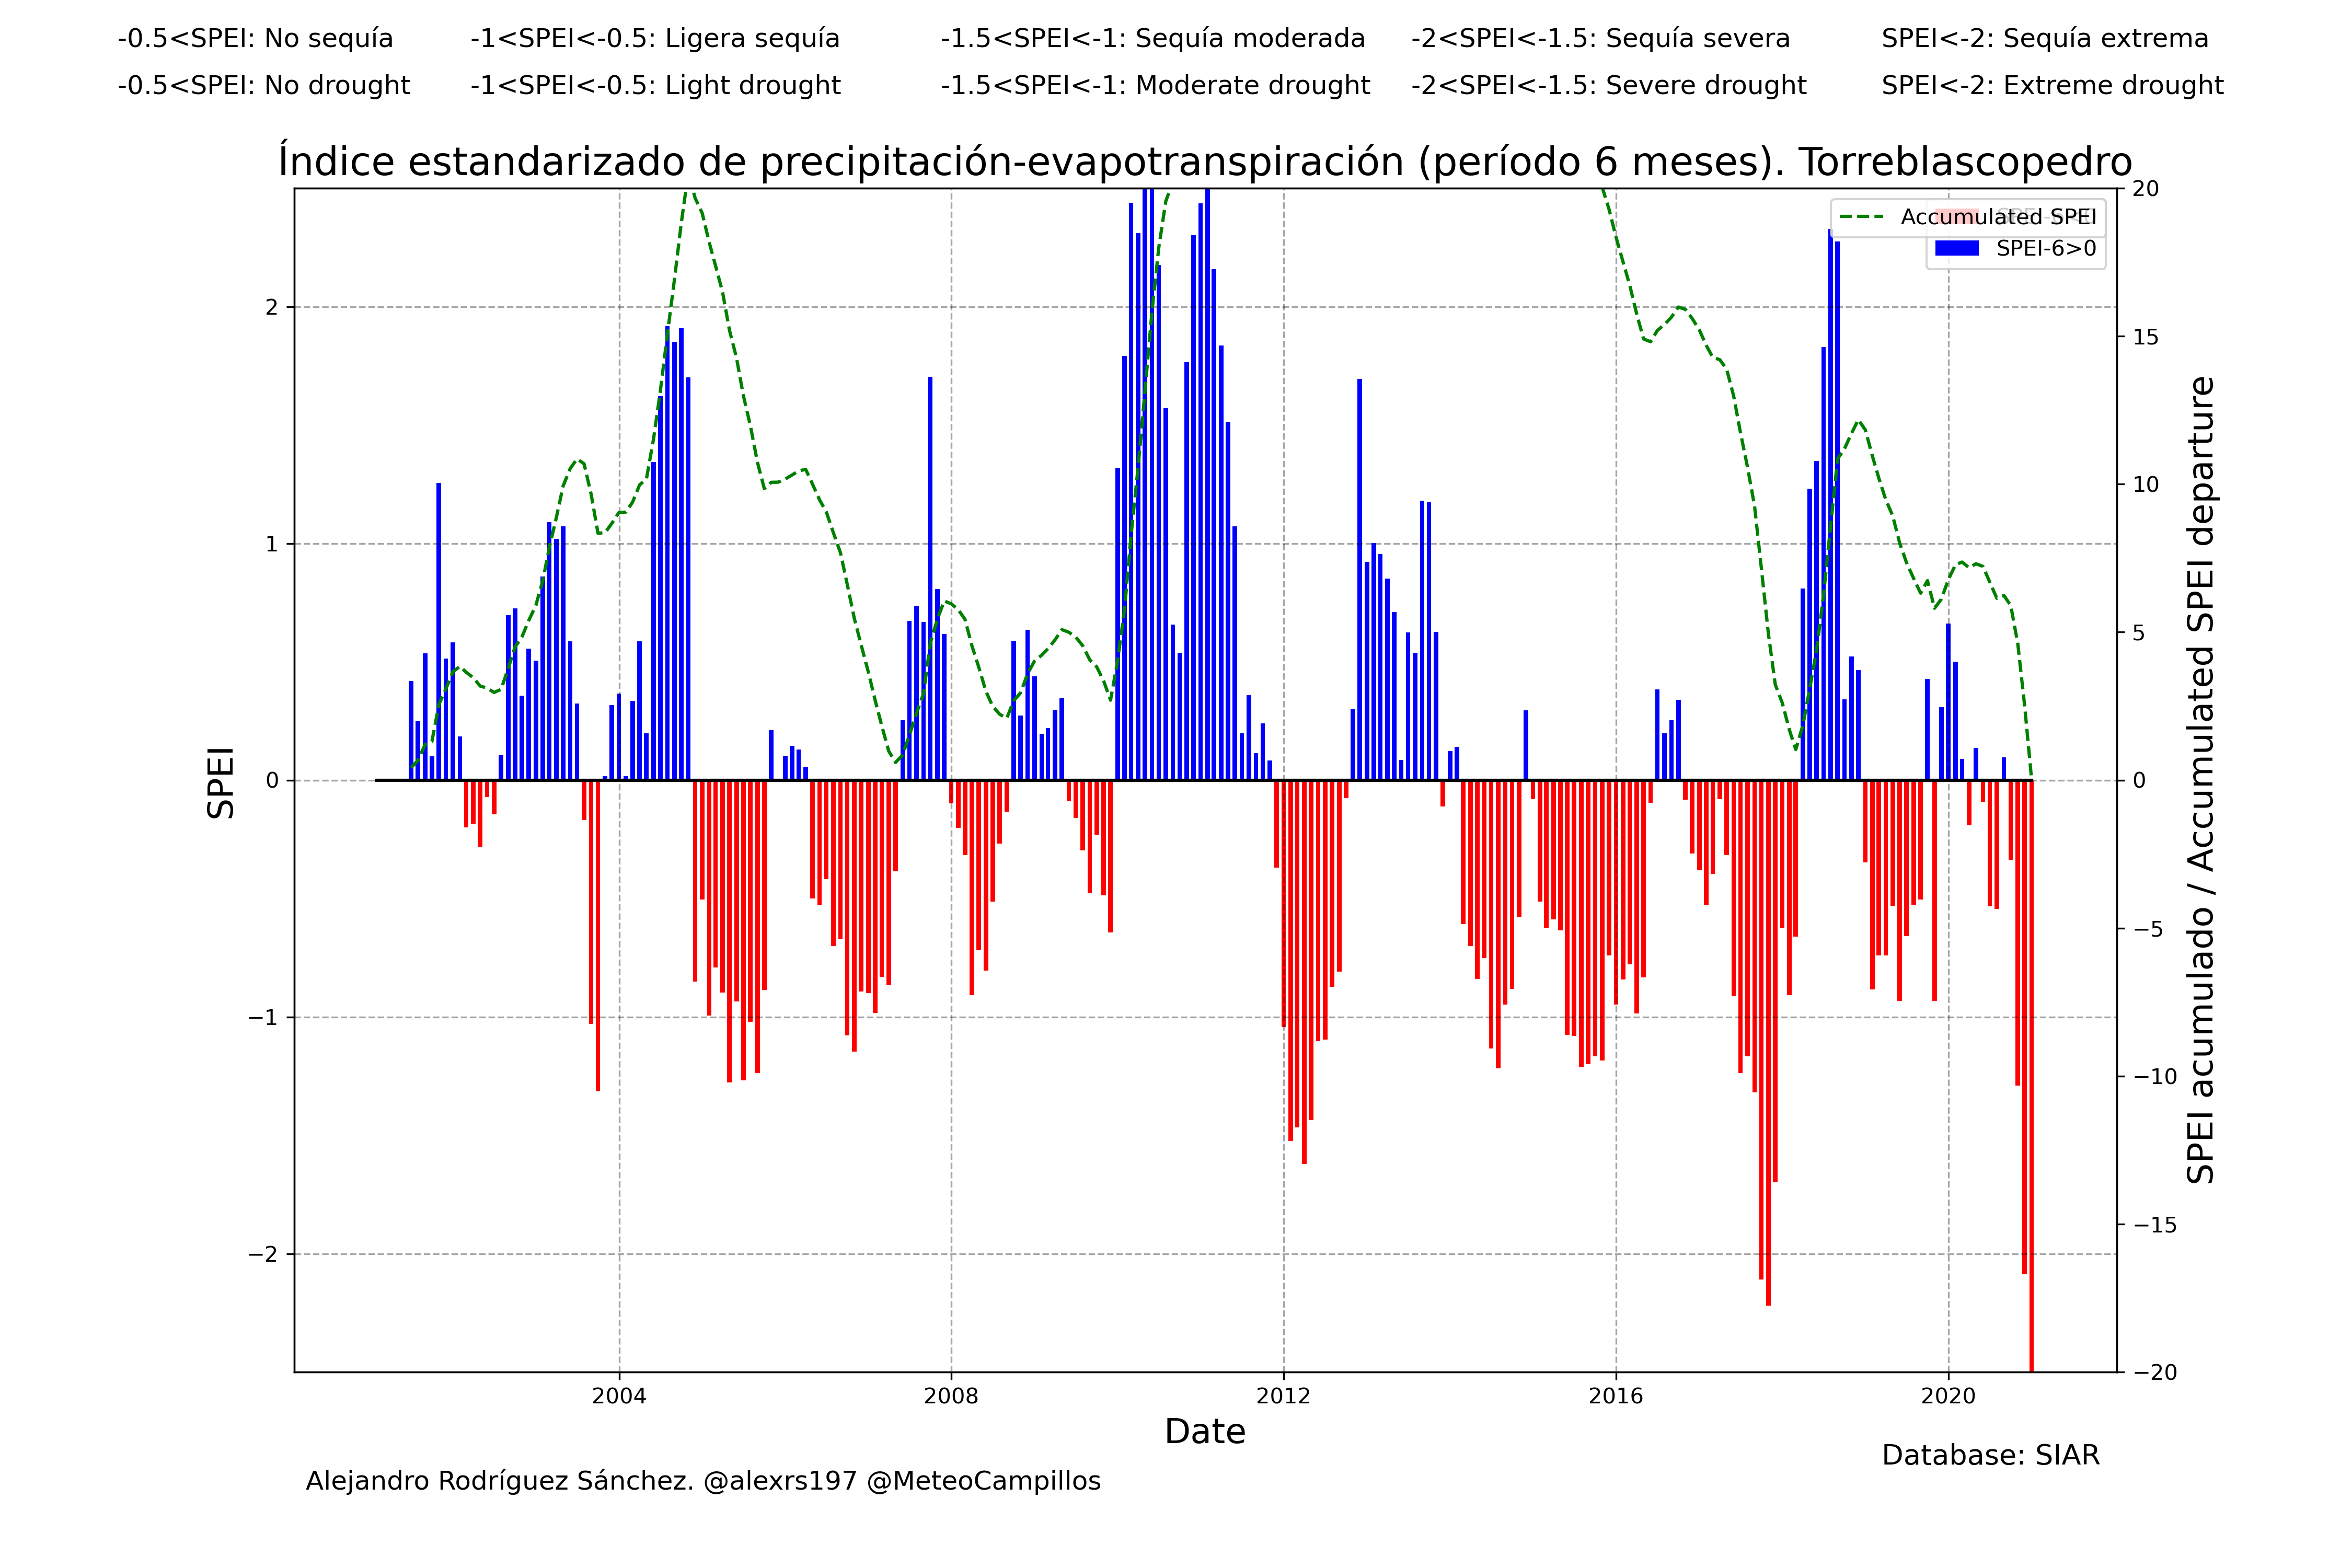 -0.5<SPEI: No sequía -1<SPEI<-0.5: Ligera sequía -1.5<SPEI<-1: Sequía moderada -2<SPEI<-1.5: Sequía severa SPEI<-2: Sequía extrema
-0.5<SPEI: No drought -1<SPEI<-0.5: Light drought -1.5<SPEI<-1: Moderate drought -2<SPEI<-1.5: Severe drought SPEI<-2: Extreme drought
Índice estandarizado de precipitación-evapotranspiración (período 6 meses). Torreblascopedro
Accumulated SPEI
SPEI-6>0
SPEI
2
1
0
−1
−2
20
15
10
5
0
−5
−10
−15
−20
SPEI acumulado / Accumulated SPEI departure
2004 2008 2012 2016 2020
Date
Database: SIAR
Alejandro Rodríguez Sánchez. @alexrs197 @MeteoCampillos